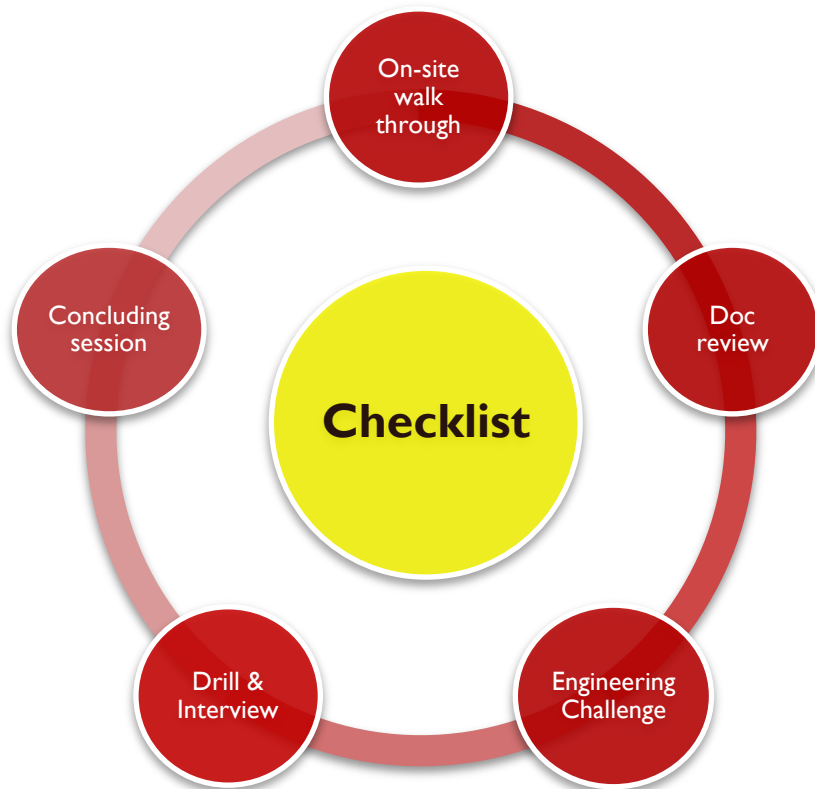 On-site
walk
through
Doc
review
Engineering
Challenge
Drill &
Interview
Concluding
session
Checklist